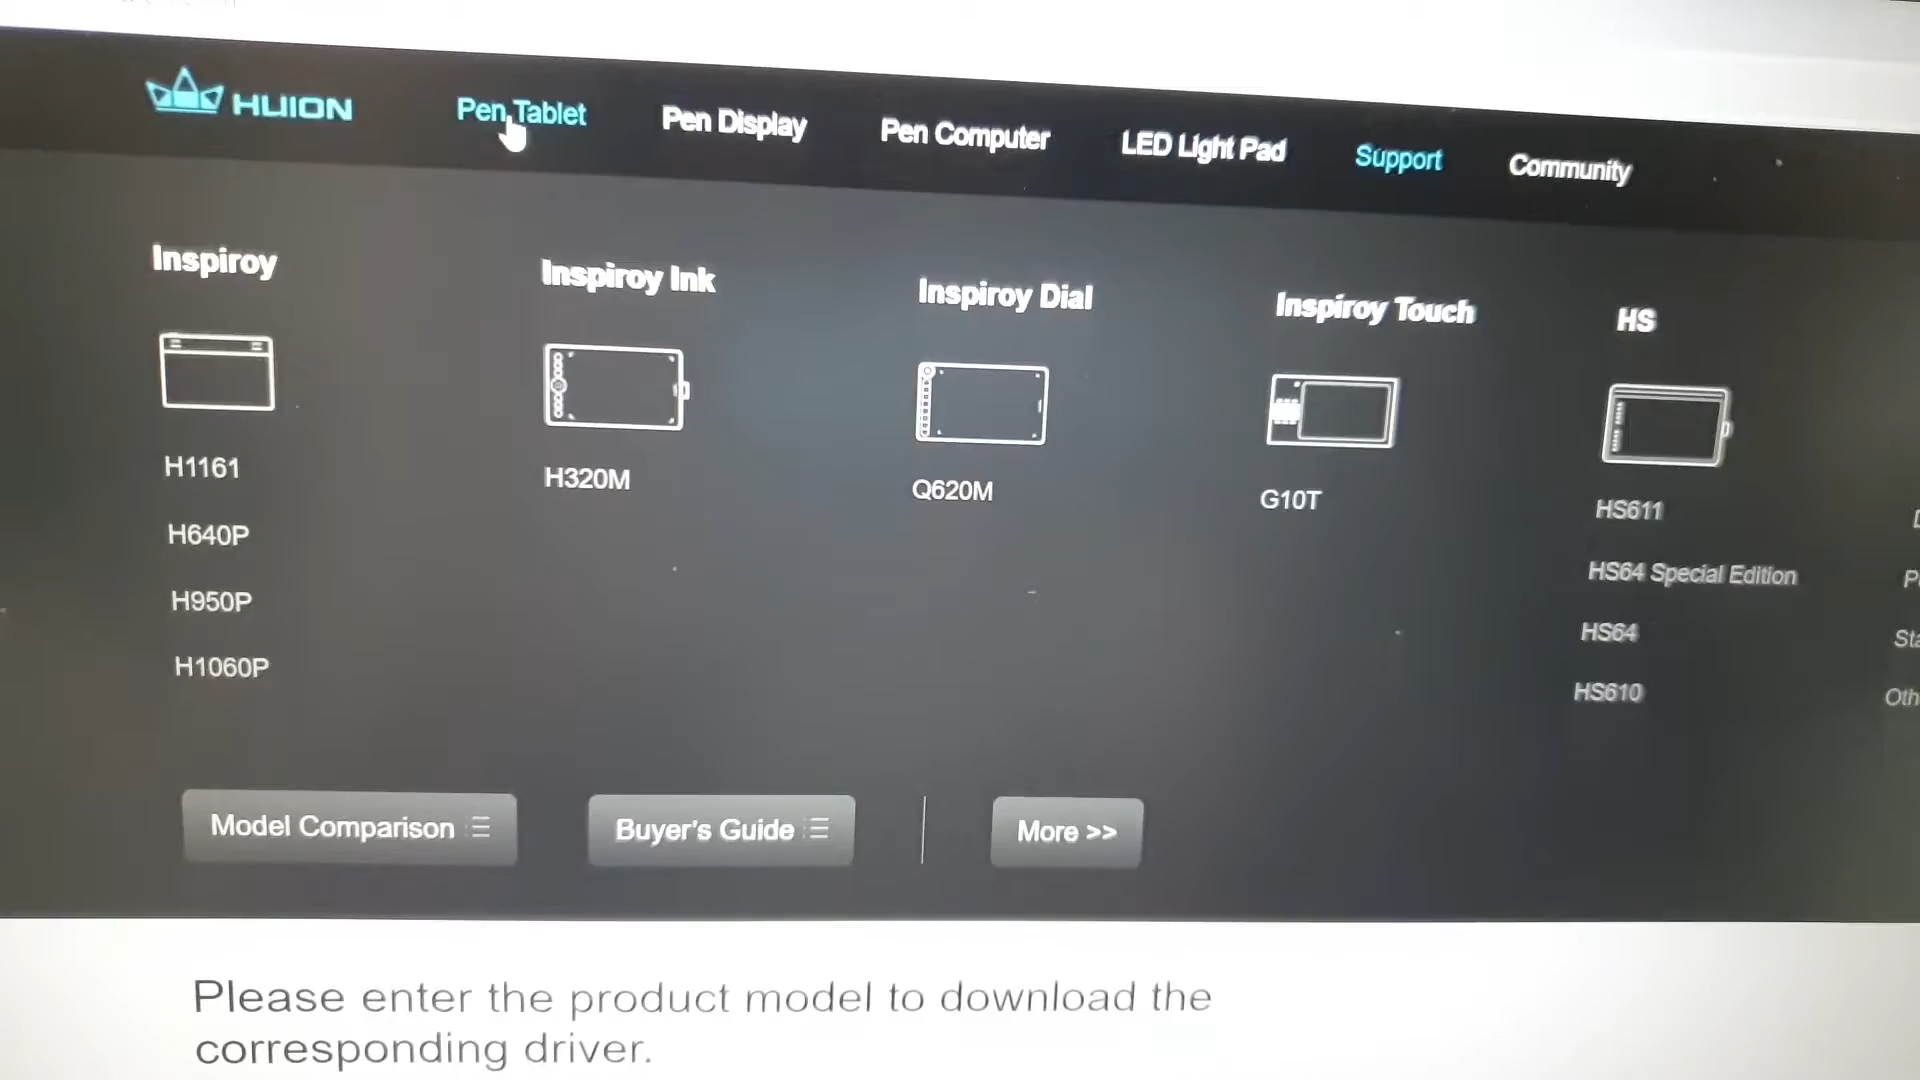 HUION
Pen Tablet
Pen Display
Pen Computer
LED Light Pad
Support
Community
Inspiroy
H1161
H640P
H950P
H1060P
Inspiroy Ink
H320M
Inspiroy Dial
Q620M
Inspiroy Touch
G10T
HS
HS611
HS64 Special Edition
HS64
HS610
Model Comparison
Buyer's Guide
More >>
Please enter the product model to download the
corresponding driver.